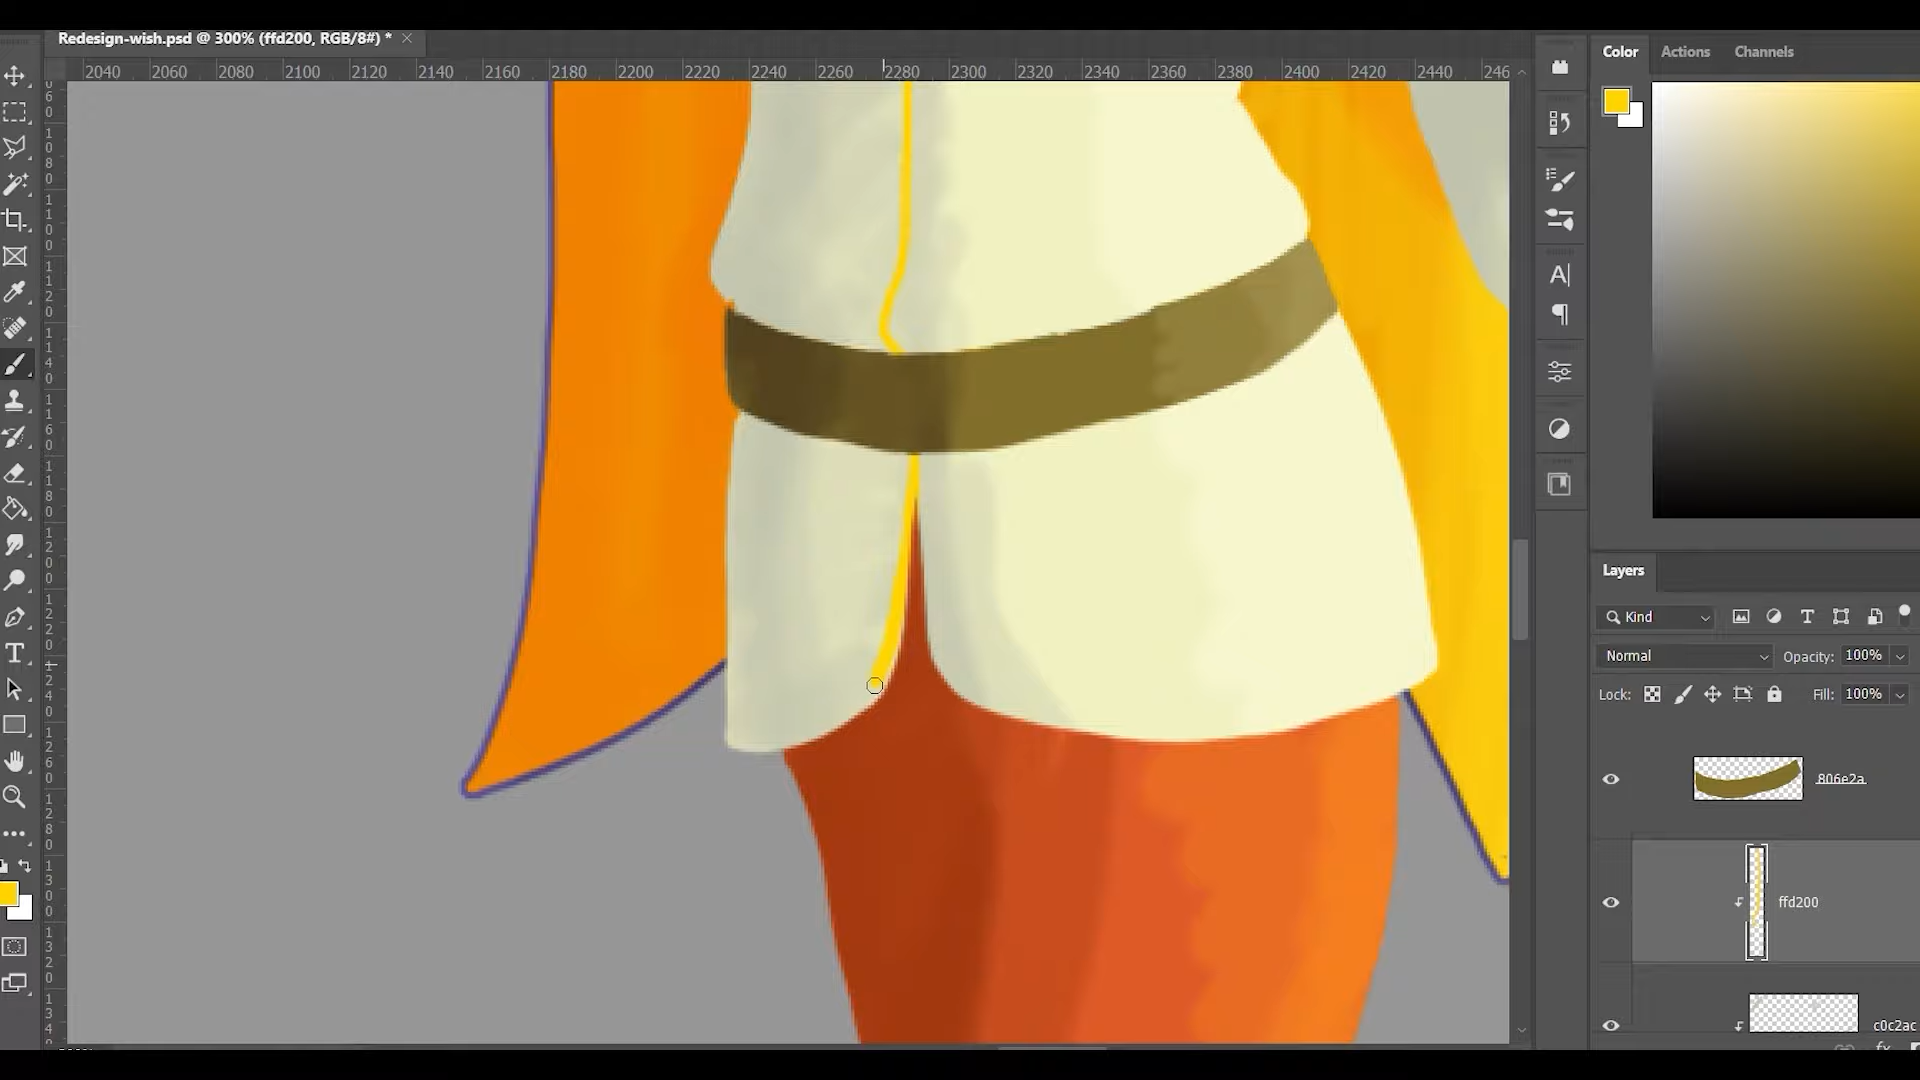 Redesign-wish.psd @ 300% (ffd200, RGB/8#) * ×
2040 2060 2080 2100 2120 2140 2160 2180 2200 2220 2240 2260 2280 2300 2320 2340 2360 2380 2400 2420 2440 246
Color Actions Channels
Layers
Kind
Normal Opacity: 100%
Lock: Fill: 100%
806e2a
ffd200
c0c2ac
fx